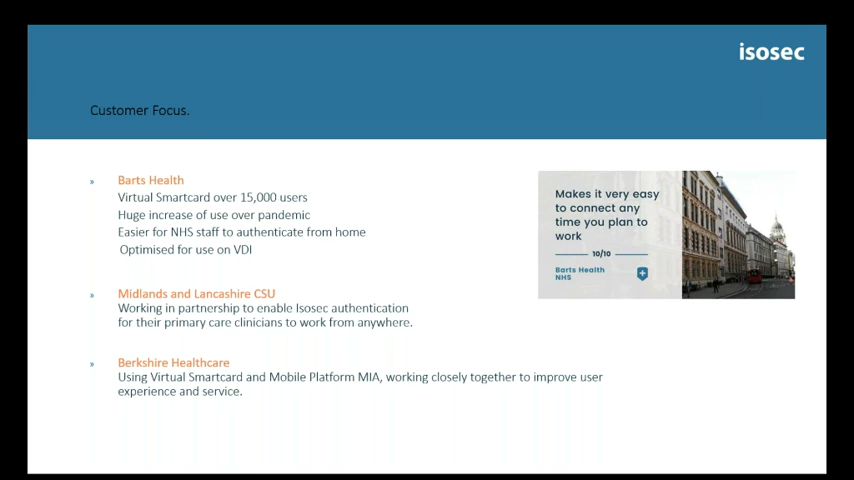 isosec
Customer Focus.
» Barts Health
Virtual Smartcard over 15,000 users
Huge increase of use over pandemic
Easier for NHS staff to authenticate from home
Optimised for use on VDI
Makes it very easy
to connect any
time you plan to
work
10/10
Barts Health
NHS
» Midlands and Lancashire CSU
Working in partnership to enable Isosec authentication
for their primary care clinicians to work from anywhere.
» Berkshire Healthcare
Using Virtual Smartcard and Mobile Platform MIA, working closely together to improve user
experience and service.